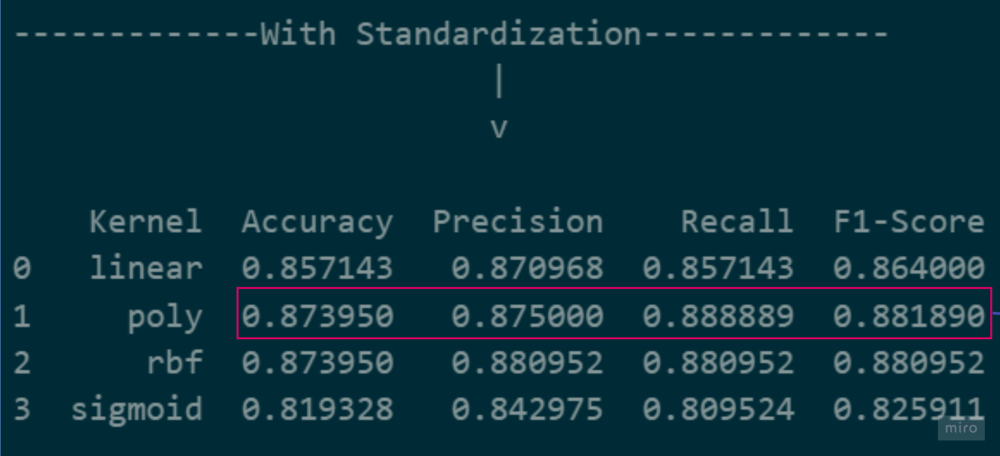 -------------With Standardization-------------
|
v
Kernel Accuracy Precision Recall F1-Score
0 linear 0.857143 0.870968 0.857143 0.864000
1 poly 0.873950 0.875000 0.888889 0.881890
2 rbf 0.873950 0.880952 0.880952 0.880952
3 sigmoid 0.819328 0.842975 0.809524 0.825911
miro